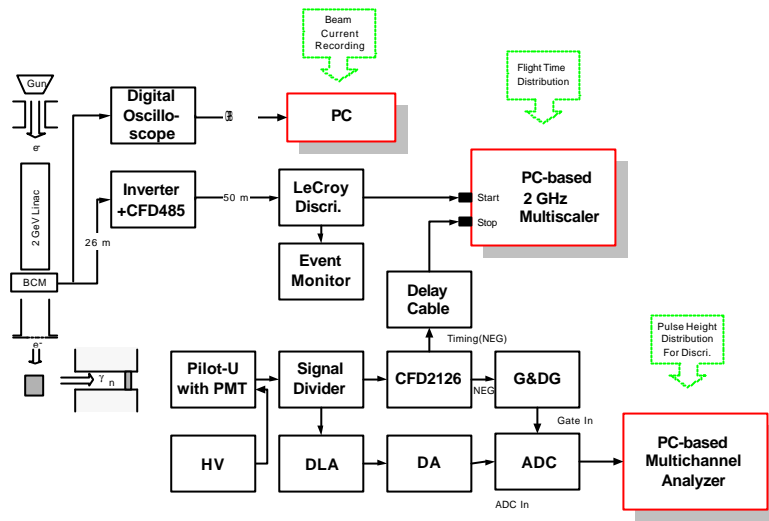 Beam
Current
Recording
Flight Time
Distribution
Gun
Digital
Oscillo-
scope
PC
e-
2 GeV Linac
Inverter
+CFD485
50 m
LeCroy
Discri.
PC-based
2 GHz
Multiscaler
Start
Stop
26 m
BCM
Event
Monitor
Delay
Cable
Pulse Height
Distribution
For Discri.
e-
Timing(NEG)
γ
n
Pilot-U
with PMT
Signal
Divider
CFD2126
NEG
G&DG
Gate In
HV
DLA
DA
ADC
PC-based
Multichannel
Analyzer
ADC In